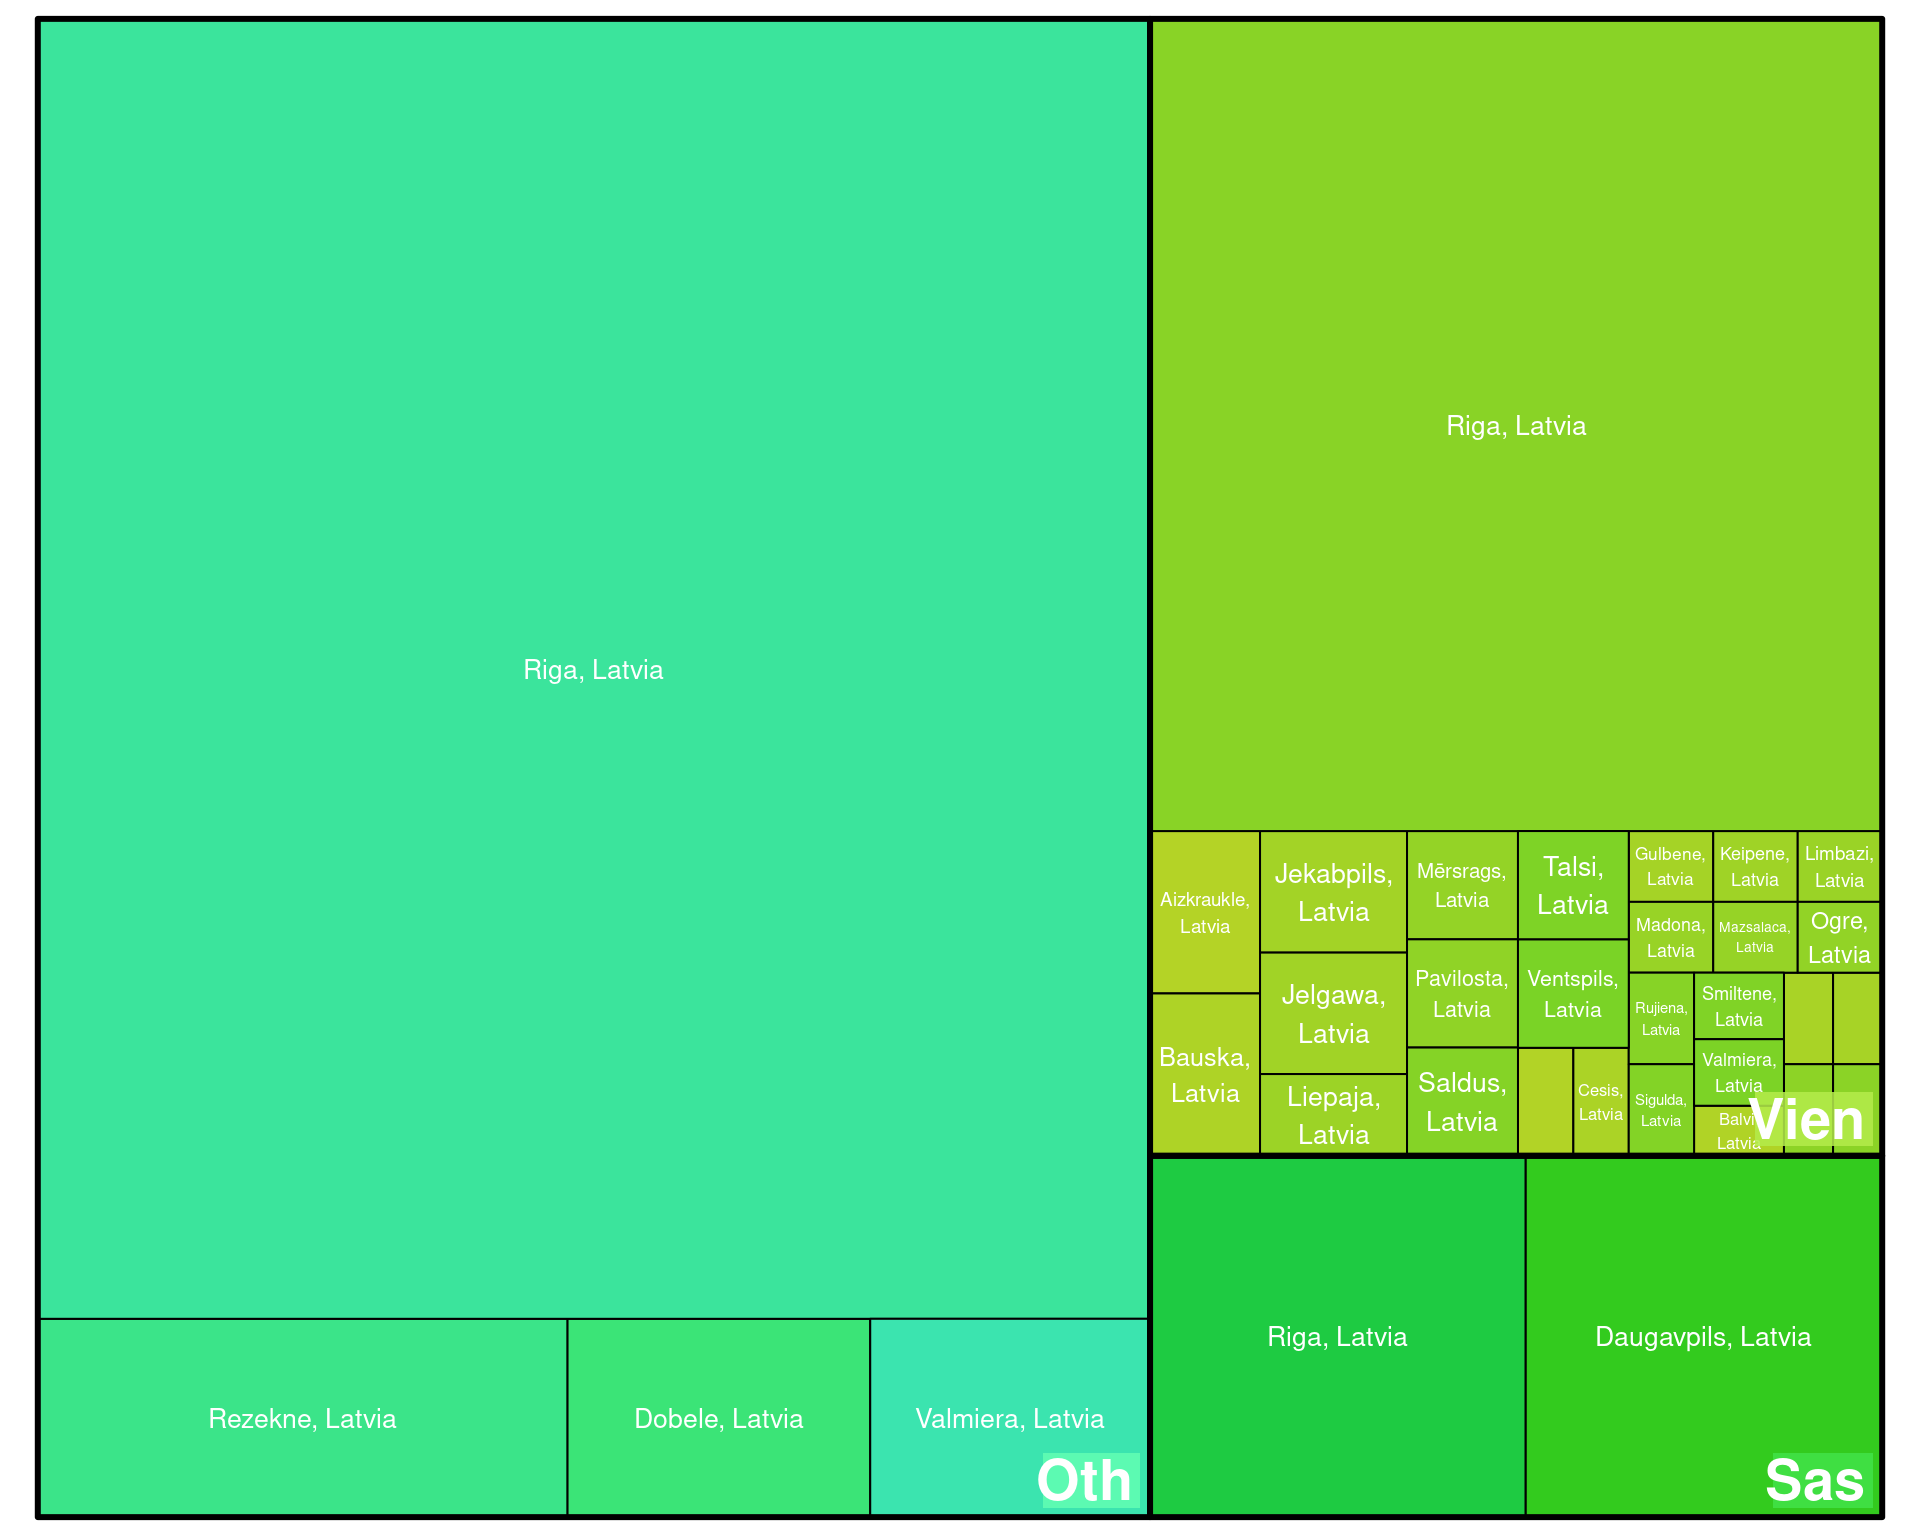 Riga, Latvia
Rezekne, Latvia
Dobele, Latvia
Valmiera, Latvia
Oth
Riga, Latvia
Aizkraukle,
Latvia
Bauska,
Latvia
Jekabpils,
Latvia
Jelgawa,
Latvia
Liepaja,
Latvia
Mērsrags,
Latvia
Pavilosta,
Latvia
Saldus,
Latvia
Talsi,
Latvia
Ventspils,
Latvia
Cesis,
Latvia
Gulbene,
Latvia
Keipene,
Latvia
Limbazi,
Latvia
Madona,
Latvia
Mazsalaca,
Latvia
Ogre,
Latvia
Rujiena,
Latvia
Sigulda,
Latvia
Smiltene,
Latvia
Valmiera,
Latvia
Balvi
Latvia
Vien
Riga, Latvia
Daugavpils, Latvia
Sas